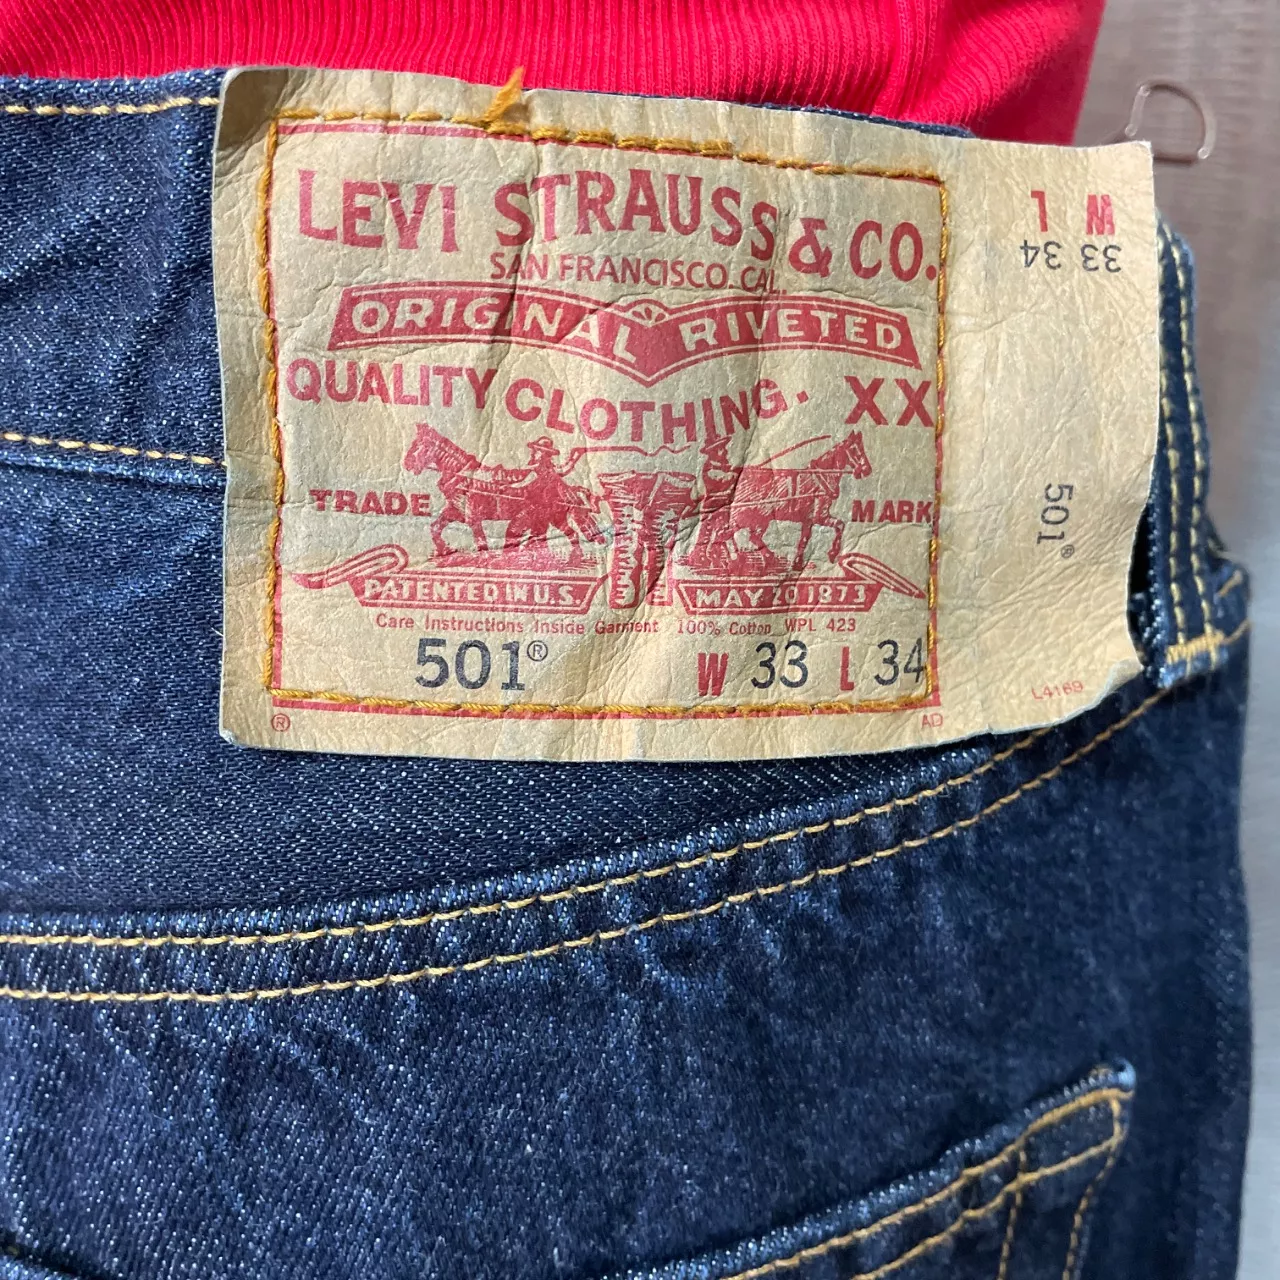 LEVI STRAUSS & CO.
SAN FRANCISCO. CAL.
ORIGINAL RIVETED
QUALITY CLOTHING. XX
TRADE MARK
PATENTED IN U.S. MAY 20 1873
Care Instructions Inside Garment 100% Cotton WPL 423
501® W 33 L 34
® AD
W L
33 34
501®
L4169